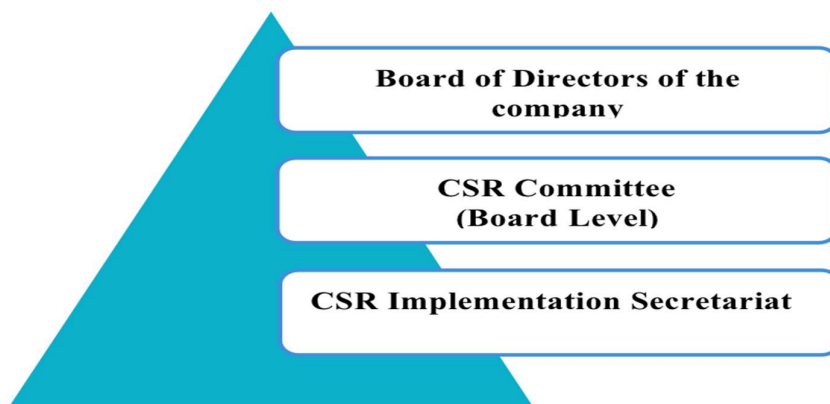 Board of Directors of the
company
CSR Committee
(Board Level)
CSR Implementation Secretariat